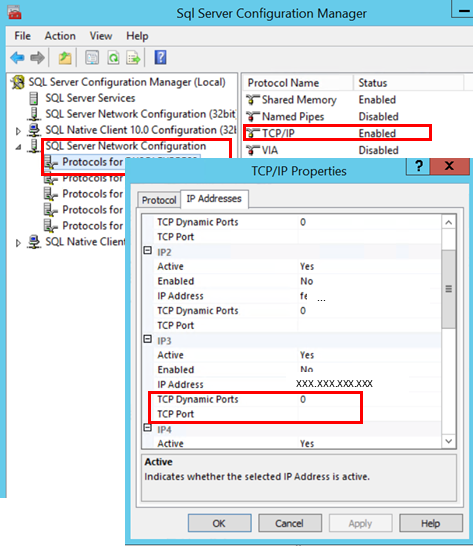 Sql Server Configuration Manager
File Action View Help
SQL Server Configuration Manager (Local)
SQL Server Services
SQL Server Network Configuration (32bit
SQL Native Client 10.0 Configuration (32bi
SQL Server Network Configuration
Protocols for
Protocols for
Protocols for
Protocols for
Protocols for
SQL Native Client
Protocol Name Status
Shared Memory Enabled
Named Pipes Disabled
TCP/IP Enabled
VIA Disabled
TCP/IP Properties
? X
Protocol IP Addresses
TCP Dynamic Ports 0
TCP Port
IP2
Active Yes
Enabled No
IP Address fe ...
TCP Dynamic Ports 0
TCP Port
IP3
Active Yes
Enabled No
IP Address XXX.XXX.XXX.XXX
TCP Dynamic Ports 0
TCP Port
IP4
Active Yes
Active
Indicates whether the selected IP Address is active.
OK Cancel Apply Help